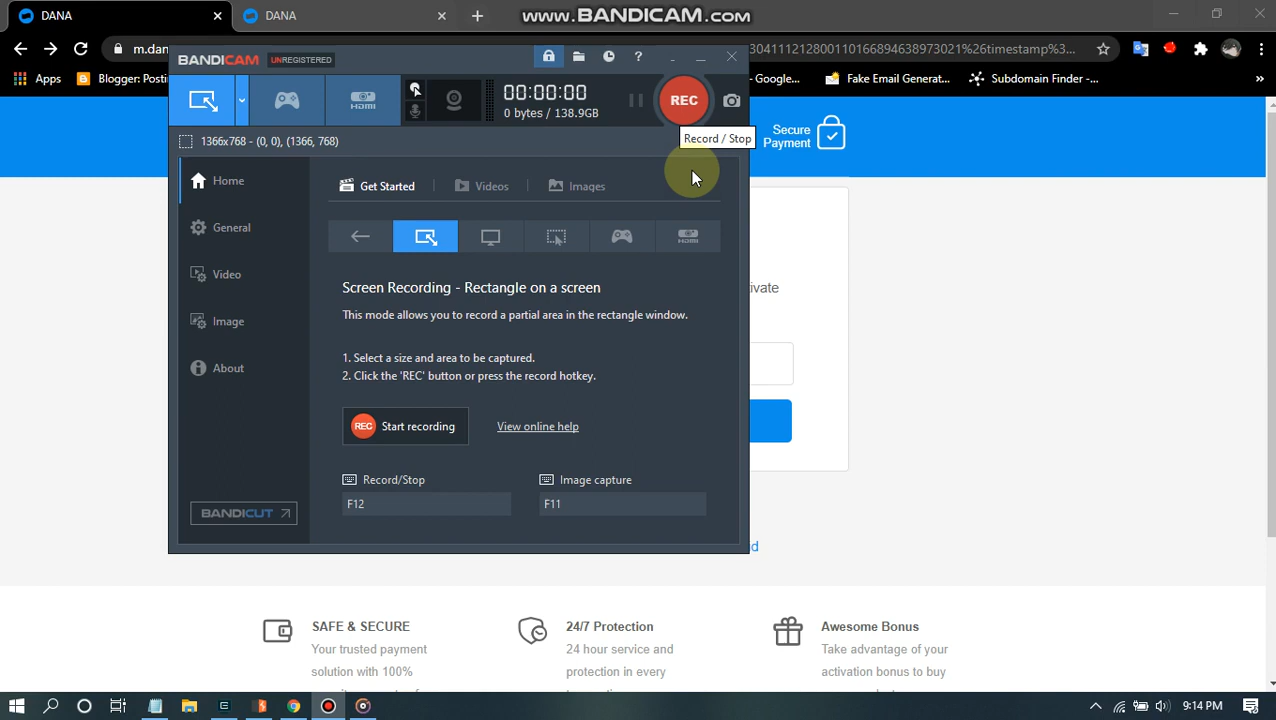 DANA
DANA
www.BANDICAM.com
m.dan
304111212800110166894638973021%26timestamp%3...
Apps
Blogger: Postin
- Google...
Fake Email Generat...
Subdomain Finder -...
»
BANDICAM
UNREGISTERED
?
HDMI
00:00:00
0 bytes / 138.9GB
REC
Record / Stop
Secure
Payment
1366x768 - (0, 0), (1366, 768)
Home
General
Video
Image
About
BANDICUT
Get Started
Videos
Images
HDMI
Screen Recording - Rectangle on a screen
This mode allows you to record a partial area in the rectangle window.
1. Select a size and area to be captured.
2. Click the 'REC' button or press the record hotkey.
REC Start recording
View online help
Record/Stop
F12
Image capture
F11
ivate
d
SAFE & SECURE
Your trusted payment
solution with 100%
24/7 Protection
24 hour service and
protection in every
Awesome Bonus
Take advantage of your
activation bonus to buy
9:14 PM